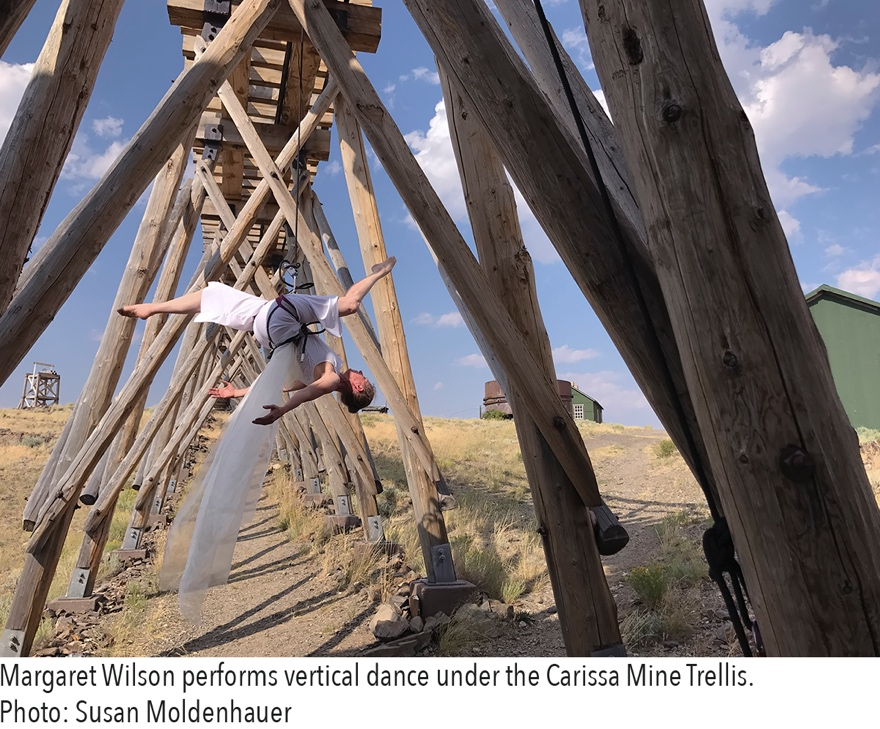 Margaret Wilson performs vertical dance under the Carissa Mine Trellis.
Photo: Susan Moldenhauer